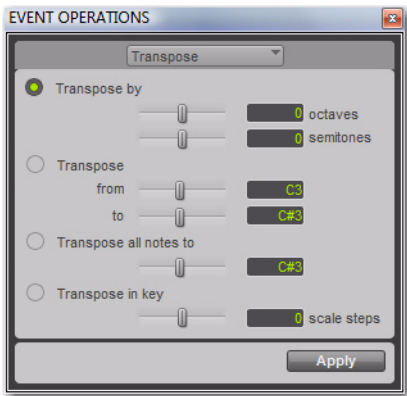 EVENT OPERATIONS
Transpose
Transpose by
0 octaves
0 semitones
Transpose
from C3
to C#3
Transpose all notes to
C#3
Transpose in key
0 scale steps
Apply